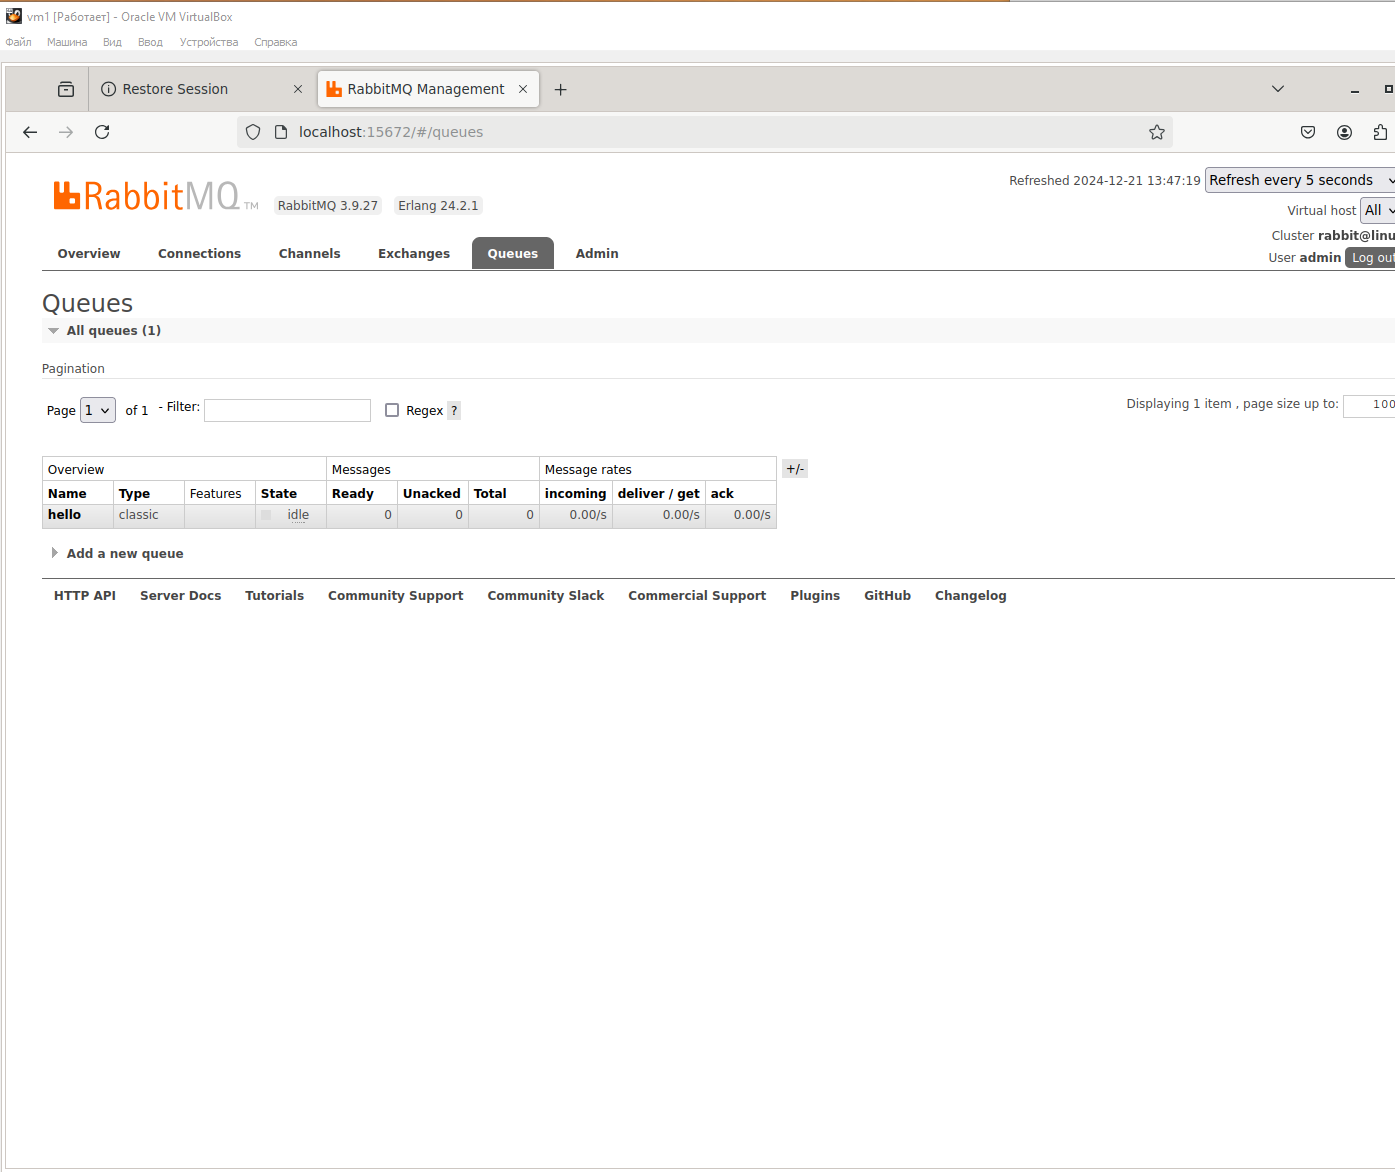 vm1 [Работает] - Oracle VM VirtualBox
Файл Машина Вид Ввод Устройства Справка
Restore Session RabbitMQ Management
localhost:15672/#/queues
RabbitMQ TM RabbitMQ 3.9.27 Erlang 24.2.1
Refreshed 2024-12-21 13:47:19 Refresh every 5 seconds
Virtual host All
Cluster rabbit@linu
User admin Log out
Overview Connections Channels Exchanges Queues Admin
Queues
All queues (1)
Pagination
Page 1 of 1 - Filter: Regex ? Displaying 1 item , page size up to: 100
Overview Messages Message rates +/-
Name Type Features State Ready Unacked Total incoming deliver / get ack
hello classic idle 0 0 0 0.00/s 0.00/s 0.00/s
Add a new queue
HTTP API Server Docs Tutorials Community Support Community Slack Commercial Support Plugins GitHub Changelog